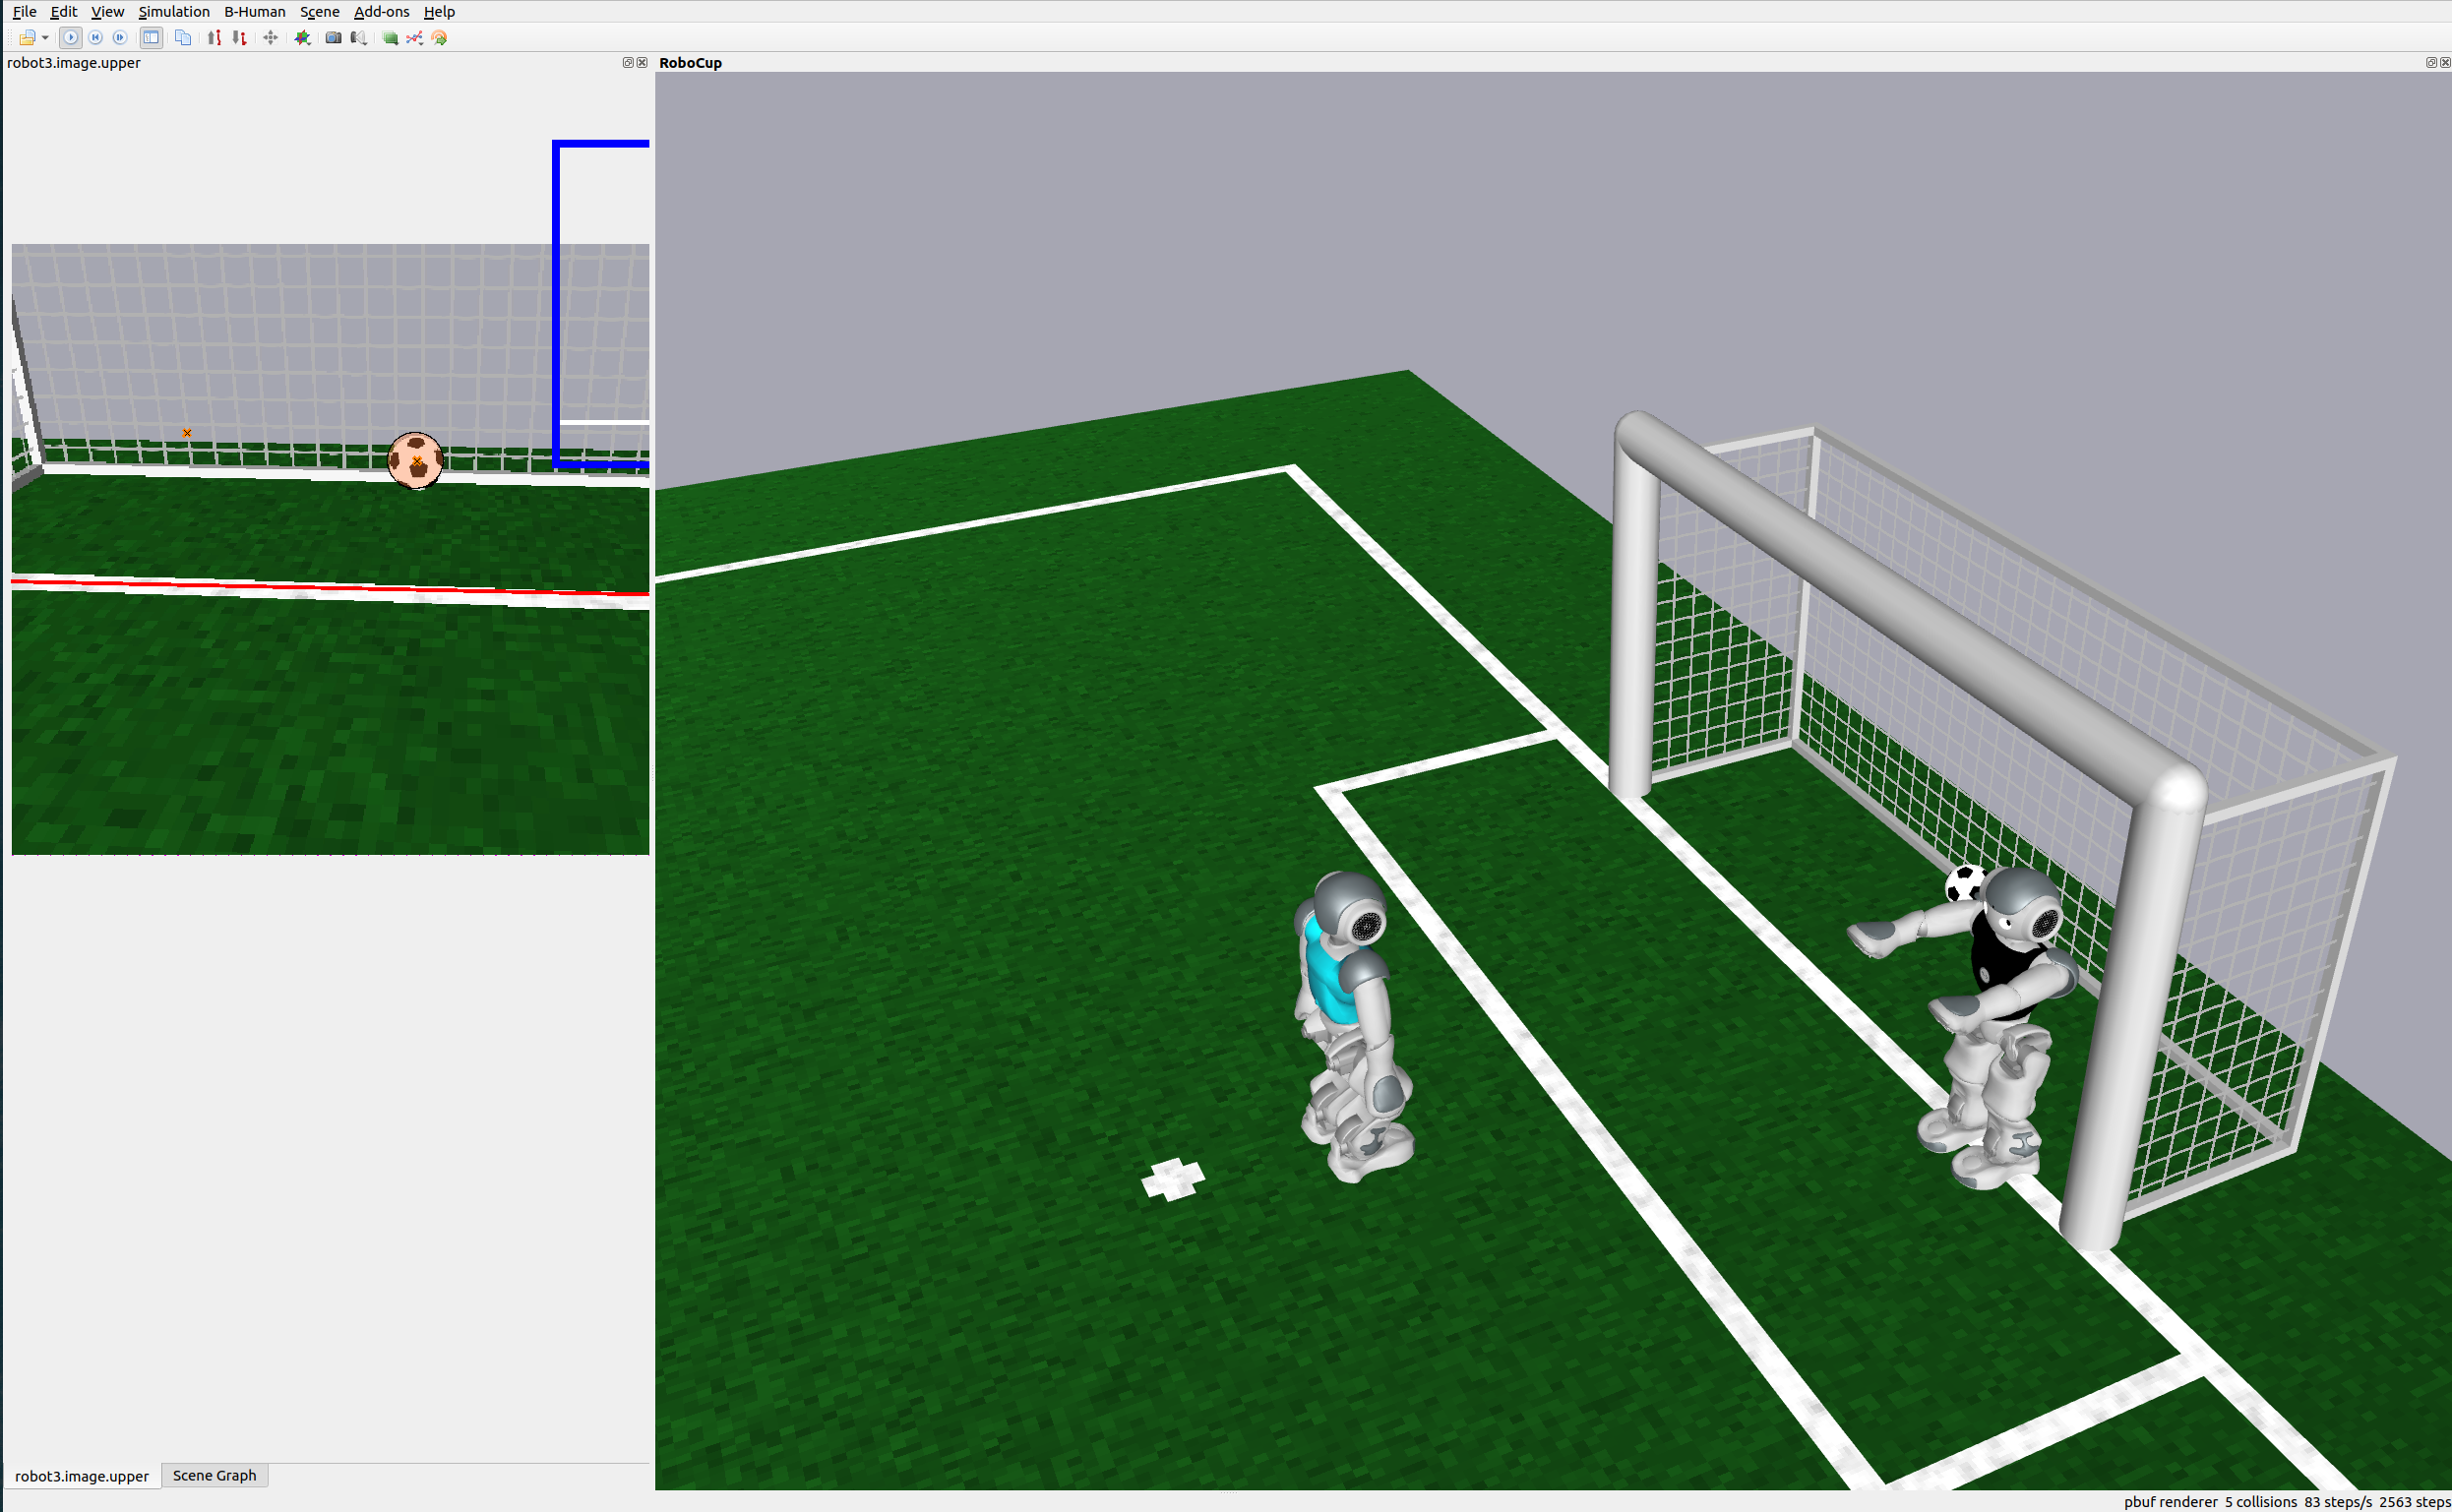 File Edit View Simulation B-Human Scene Add-ons Help
robot3.image.upper
RoboCup
robot3.image.upper Scene Graph
pbuf renderer 5 collisions 83 steps/s 2563 steps